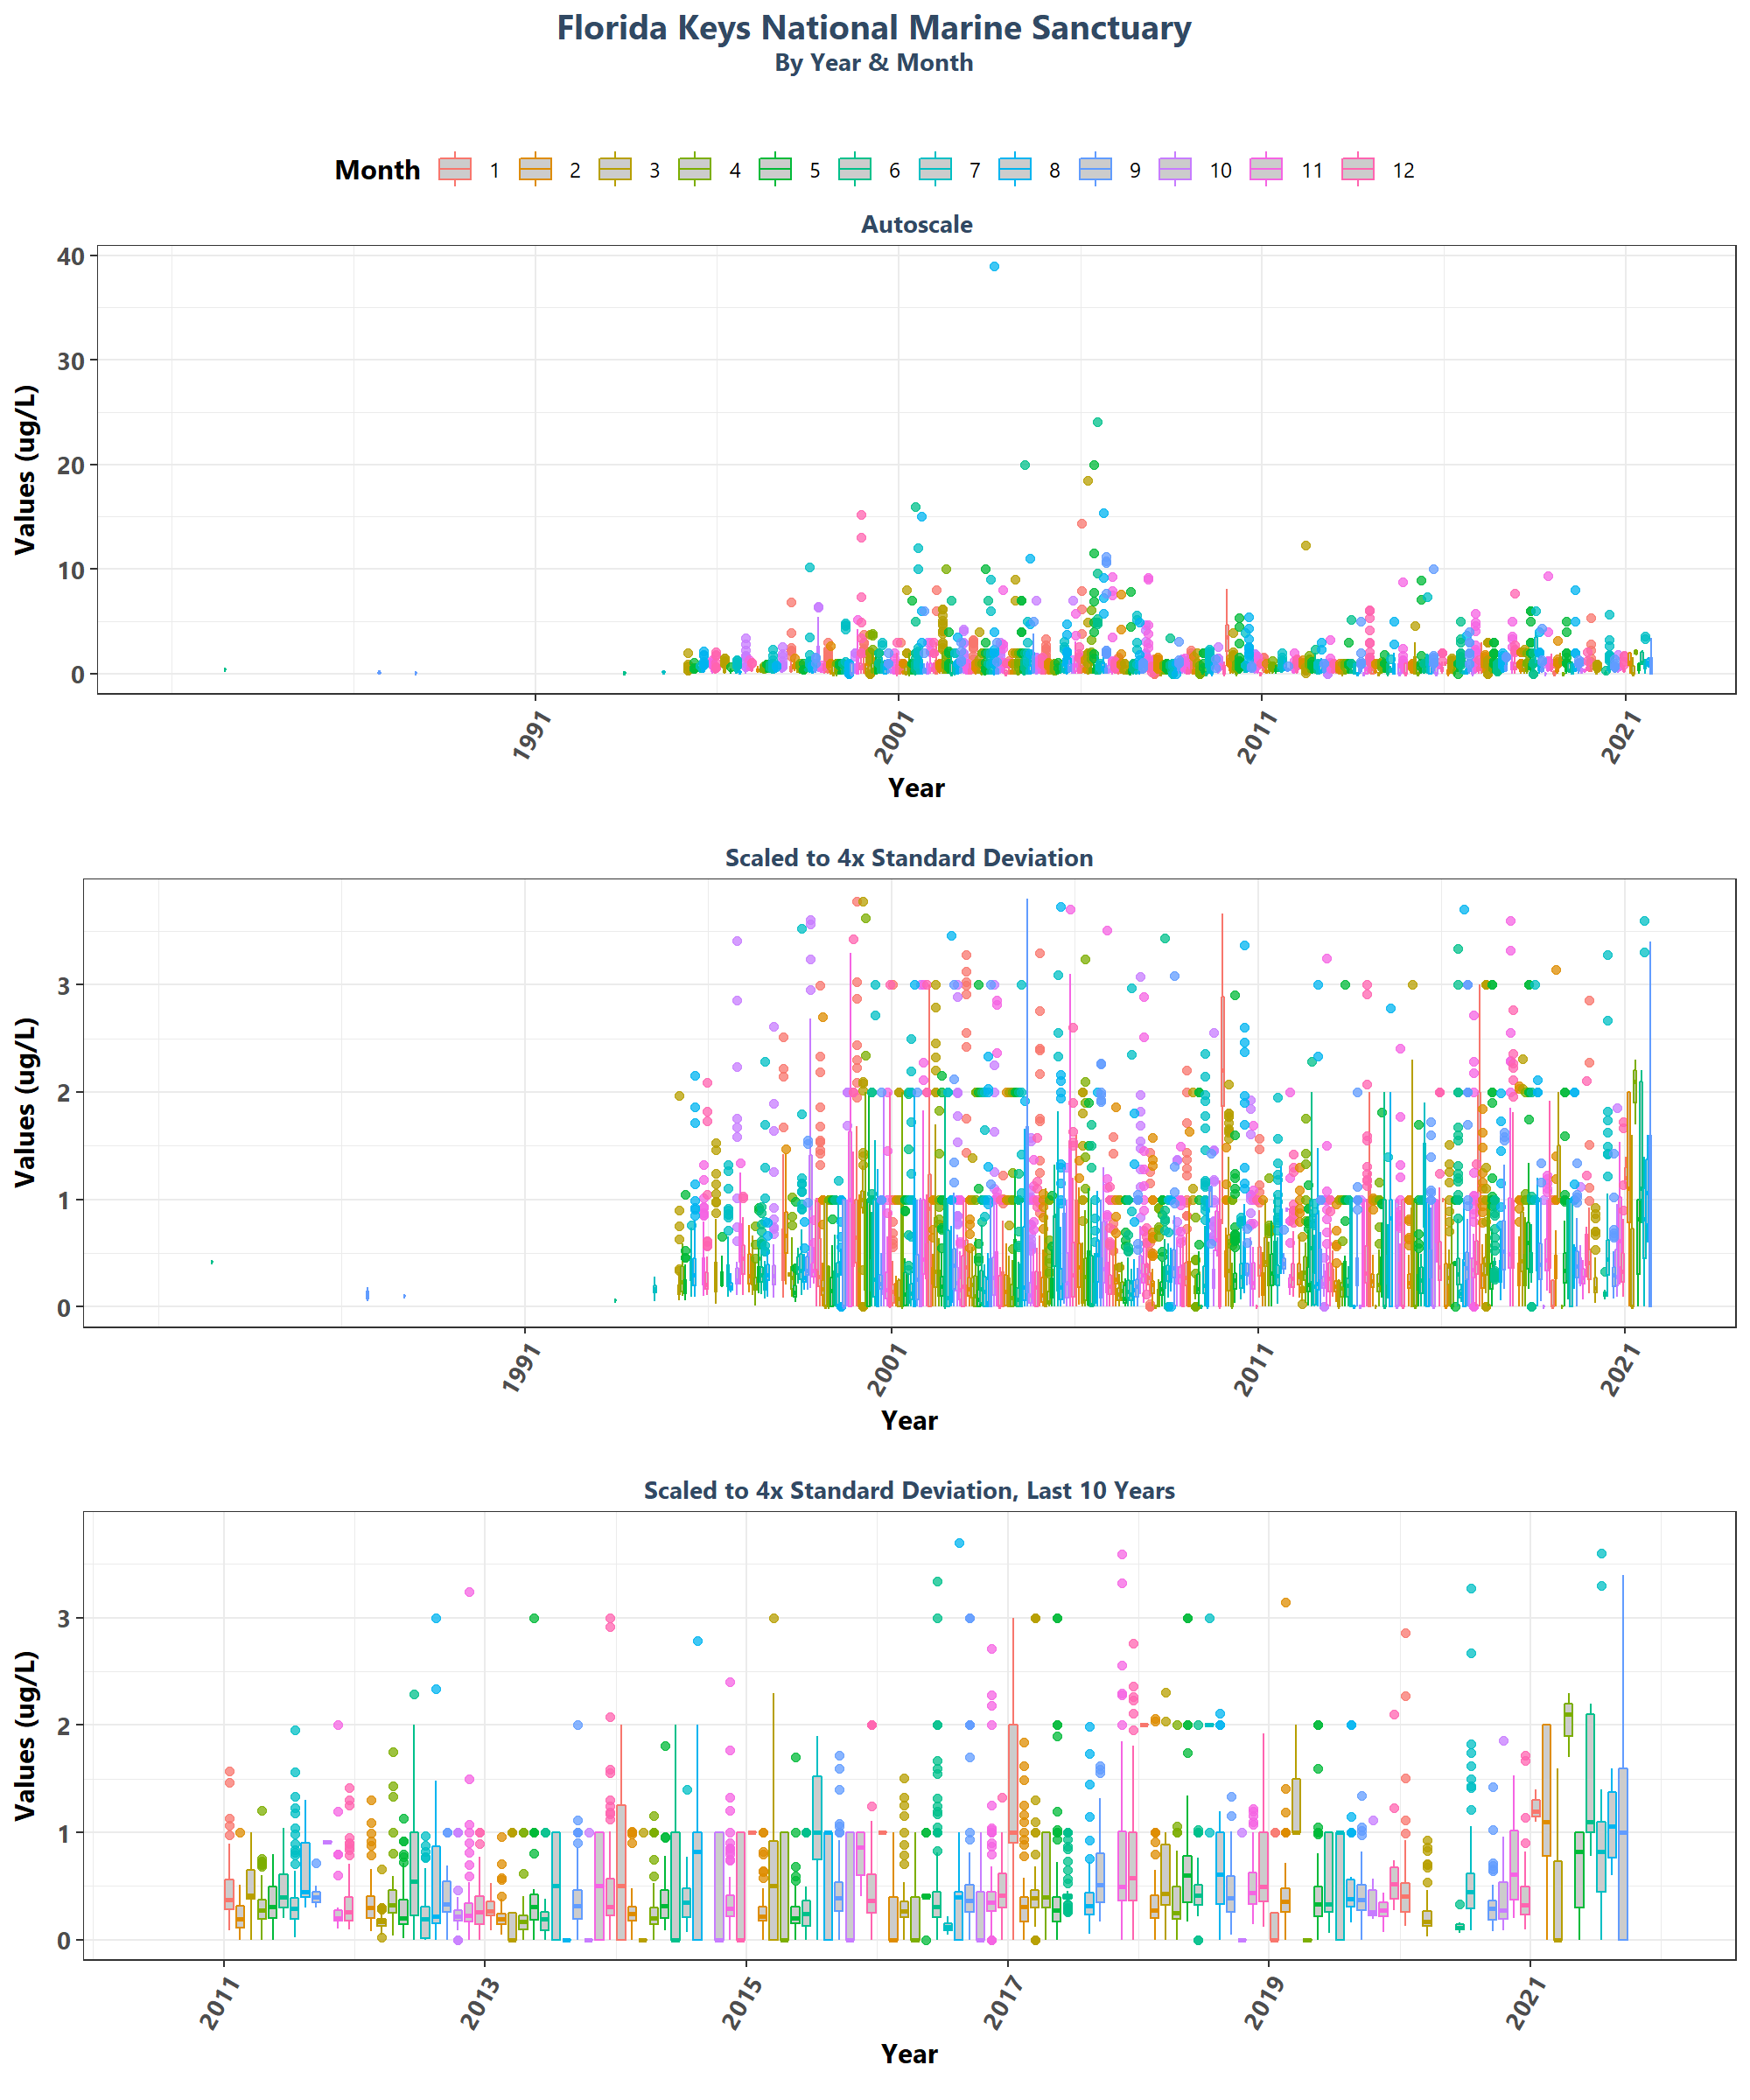 Florida Keys National Marine Sanctuary
By Year & Month
Month 1 2 3 4 5 6 7 8 9 10 11 12
Autoscale
Values (ug/L)
40
30
20
10
0
1991 2001 2011 2021
Year
Scaled to 4x Standard Deviation
Values (ug/L)
3
2
1
0
1991 2001 2011 2021
Year
Scaled to 4x Standard Deviation, Last 10 Years
Values (ug/L)
3
2
1
0
2011 2013 2015 2017 2019 2021
Year